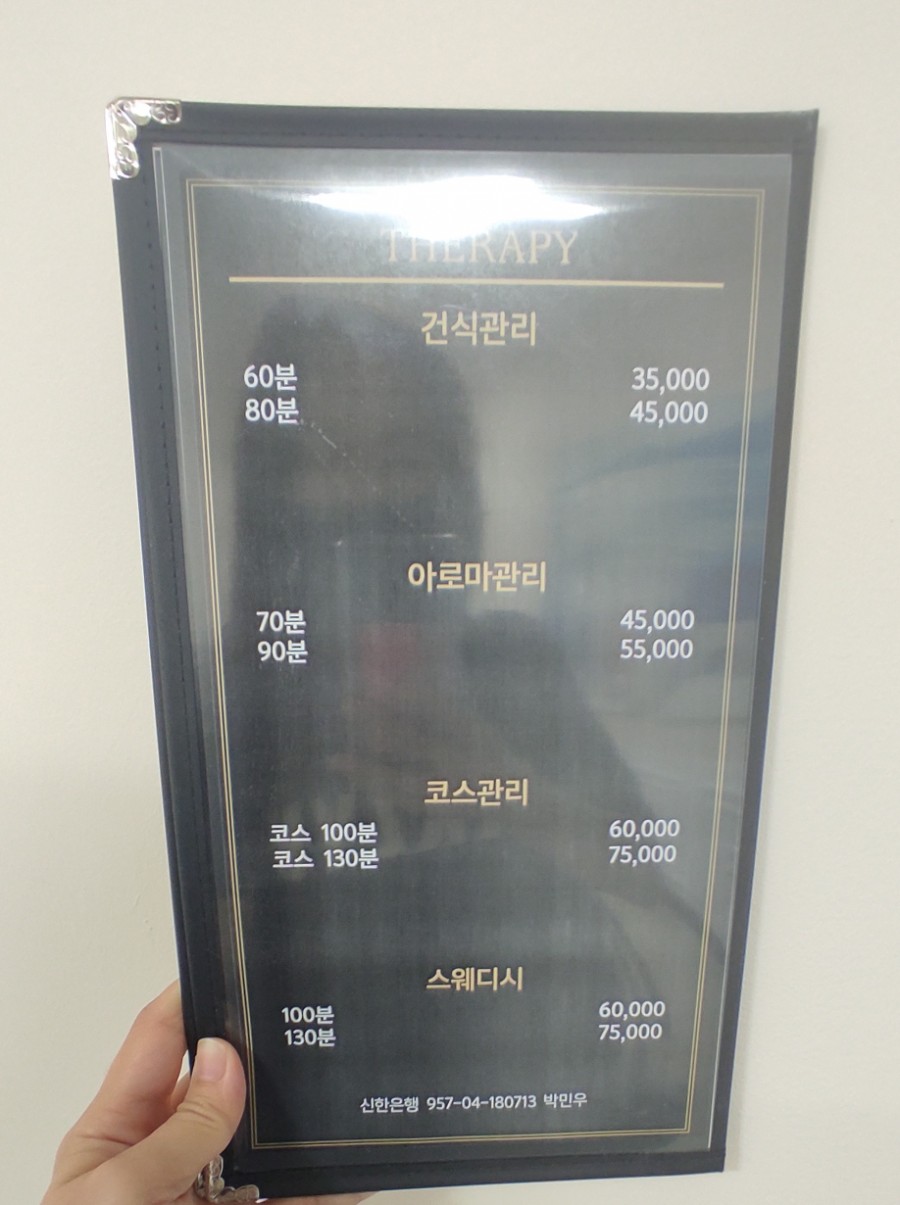 THERAPY
건식관리
60분 35,000
80분 45,000
아로마관리
70분 45,000
90분 55,000
코스관리
코스 100분 60,000
코스 130분 75,000
스웨디시
100분 60,000
130분 75,000
신한은행 957-04-180713 박민우